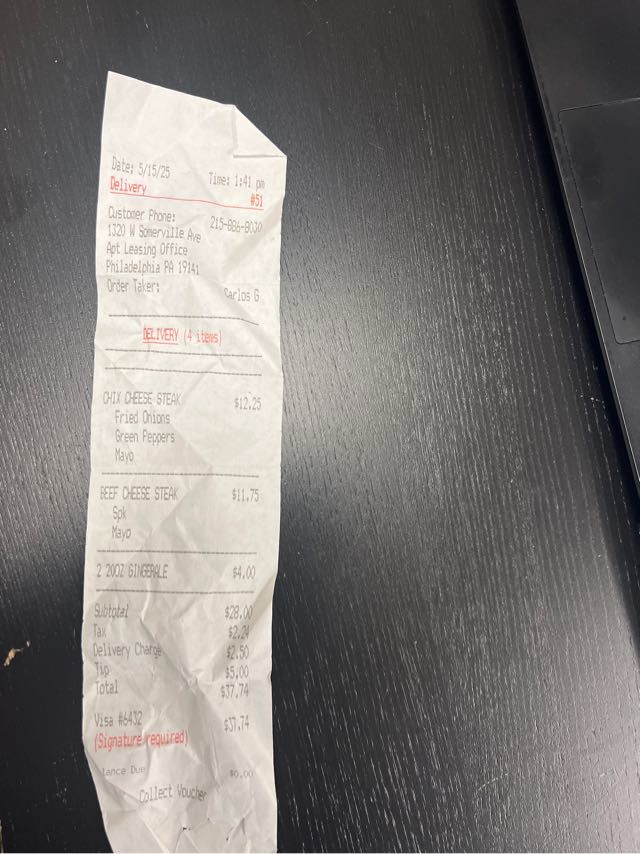 Date: 5/15/25 Time: 1:41 pm
Delivery #51
Customer Phone: 215-886-8030
1320 W Somerville Ave
Apt Leasing Office
Philadelphia PA 19141
Order Taker: Carlos G
DELIVERY (4 items)
CHIX CHEESE STEAK $12.25
Fried Onions
Green Peppers
Mayo
BEEF CHEESE STEAK $11.75
Spk
Mayo
2 20OZ GINGERALE $4.00
Subtotal $28.00
Tax $2.24
Delivery Charge $2.50
Tip $5.00
Total $37.74
Visa #6432 $37.74
(Signature required)
lance Due $0.00
Collect Voucher